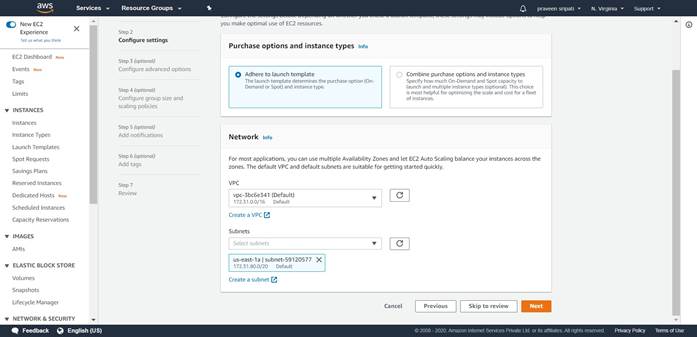 aws
Services
Resource Groups
praveen sripati
N. Virginia
Support
New EC2
Experience
Tell us what you think
EC2 Dashboard New
Events New
Tags
Limits
INSTANCES
Instances
Instance Types
Launch Templates
Spot Requests
Savings Plans
Reserved Instances
Dedicated Hosts New
Scheduled Instances
Capacity Reservations
IMAGES
AMIs
ELASTIC BLOCK STORE
Volumes
Snapshots
Lifecycle Manager
NETWORK & SECURITY
Step 2
Configure settings
Step 3 (optional)
Configure advanced options
Step 4 (optional)
Configure group size and
scaling policies
Step 5 (optional)
Add notifications
Step 6 (optional)
Add tags
Step 7
Review
you make optimal use of EC2 resources.
Purchase options and instance types Info
Adhere to launch template
The launch template determines the purchase option (On-
Demand or Spot) and instance type.
Combine purchase options and instance types
Specify how much On-Demand and Spot capacity to
launch and multiple instance types (optional). This choice
is most helpful for optimizing the scale and cost for a fleet
of instances.
Network Info
For most applications, you can use multiple Availability Zones and let EC2 Auto Scaling balance your instances across the
zones. The default VPC and default subnets are suitable for getting started quickly.
VPC
vpc-3bc6e341 (Default)
172.31.0.0/16 Default
Create a VPC
Subnets
Select subnets
us-east-1a | subnet-59120577
172.31.80.0/20 Default
Create a subnet
Cancel
Previous
Skip to review
Next
Feedback
English (US)
© 2008 - 2020, Amazon Internet Services Private Ltd. or its affiliates. All rights reserved.
Privacy Policy
Terms of Use